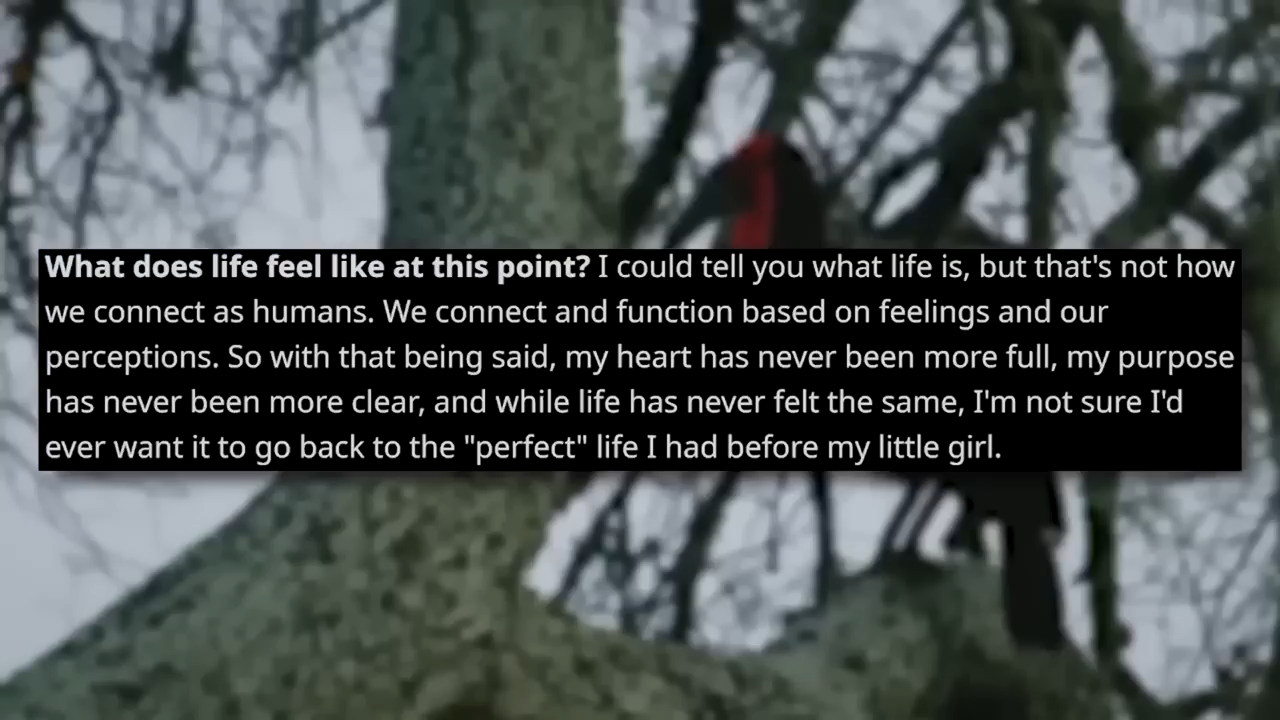 What does life feel like at this point? I could tell you what life is, but that's not how
we connect as humans. We connect and function based on feelings and our
perceptions. So with that being said, my heart has never been more full, my purpose
has never been more clear, and while life has never felt the same, I'm not sure I'd
ever want it to go back to the "perfect" life I had before my little girl.